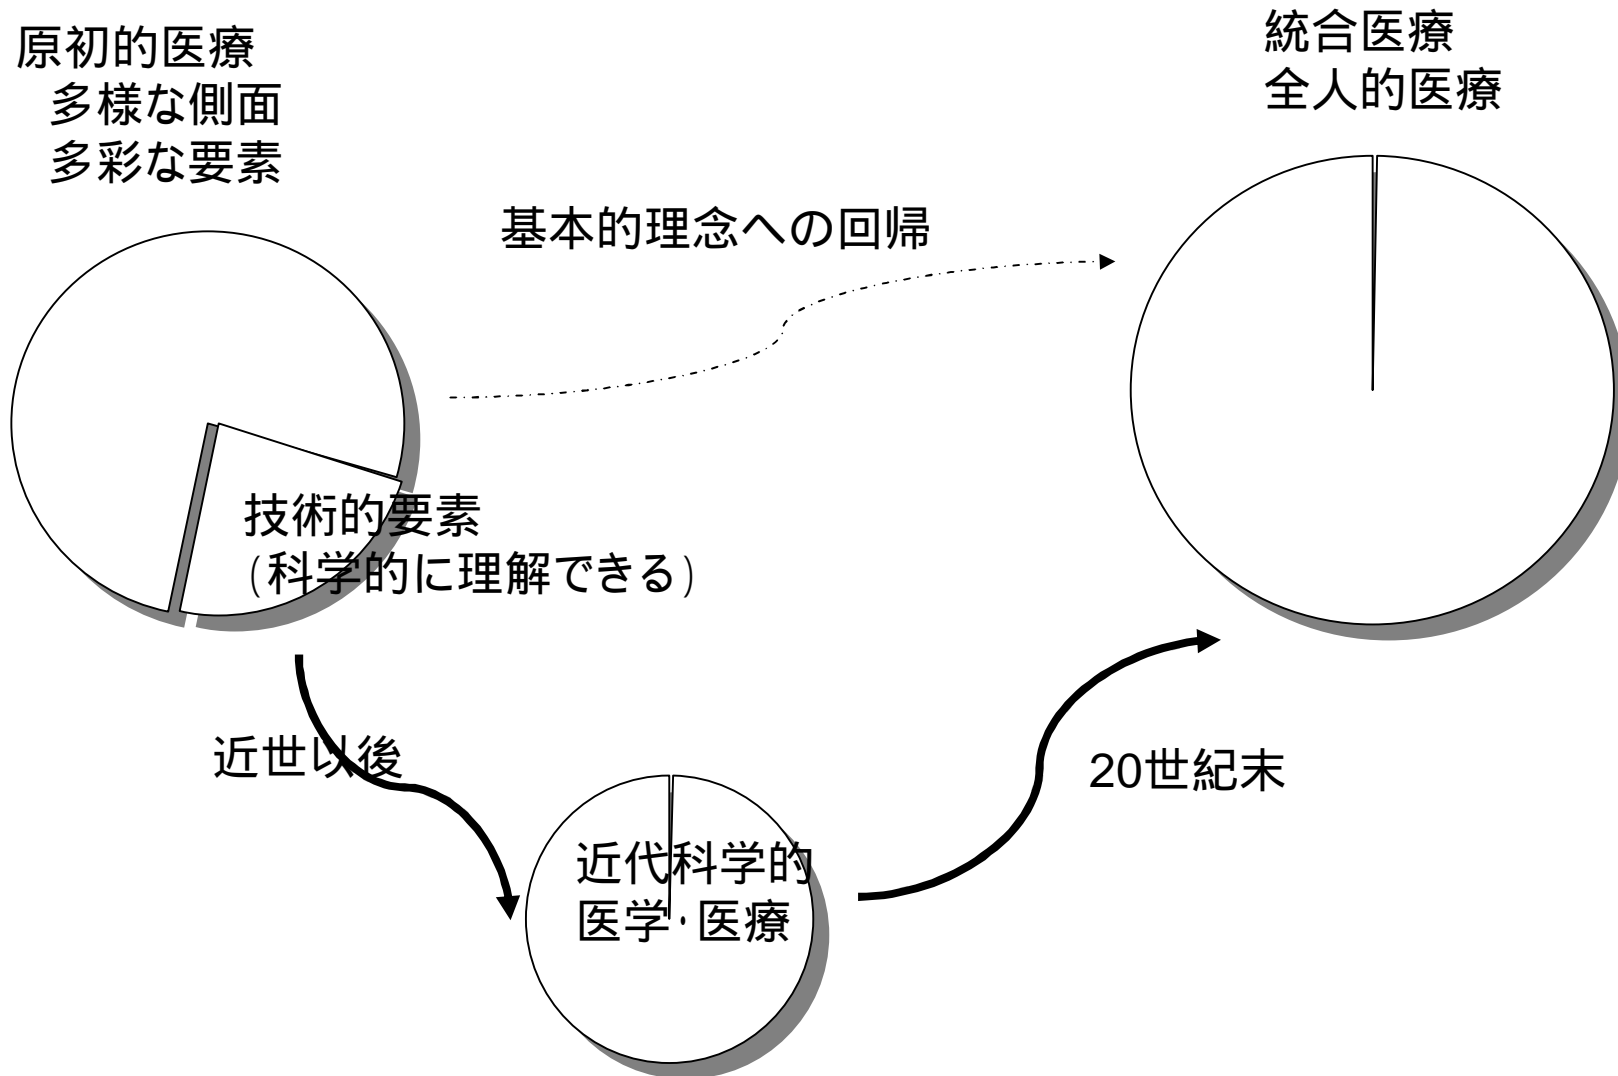 原初的医療
多様な側面
多彩な要素
統合医療
全人的医療
基本的理念への回帰
技術的要素
(科学的に理解できる)
近世以後
20世紀末
近代科学的
医学・医療